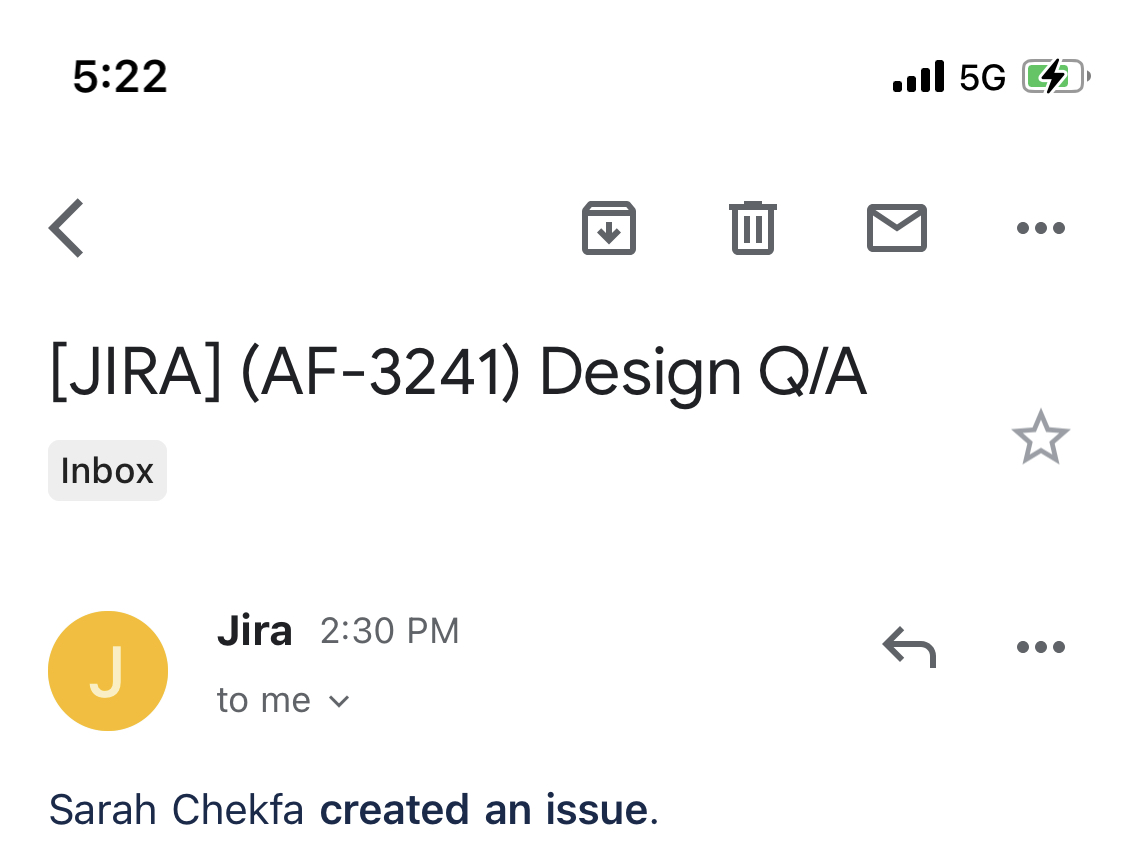 5:22 5G
[JIRA] (AF-3241) Design Q/A
Inbox
J
Jira 2:30 PM
to me
Sarah Chekfa created an issue.